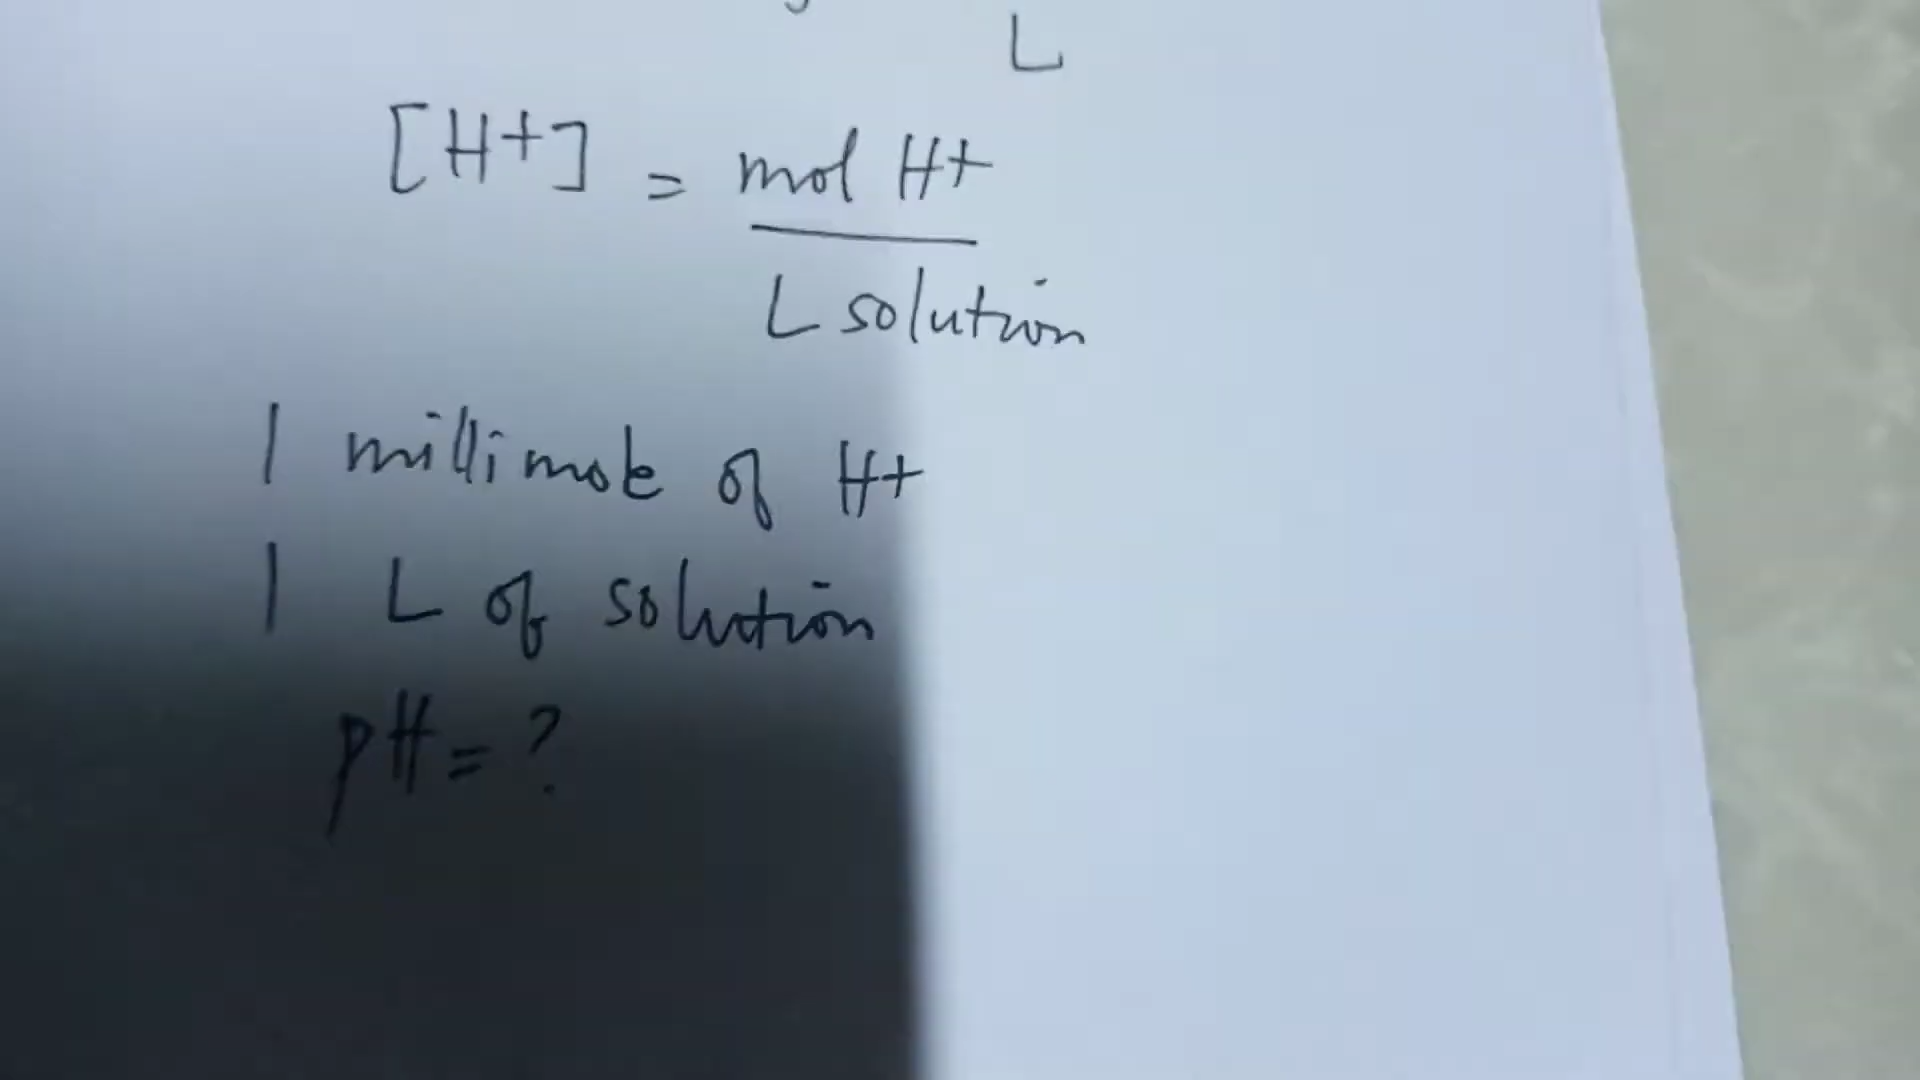 L
[H+] = mol H+
L solution
1 millimole of H+
1 L of solution
pH = ?